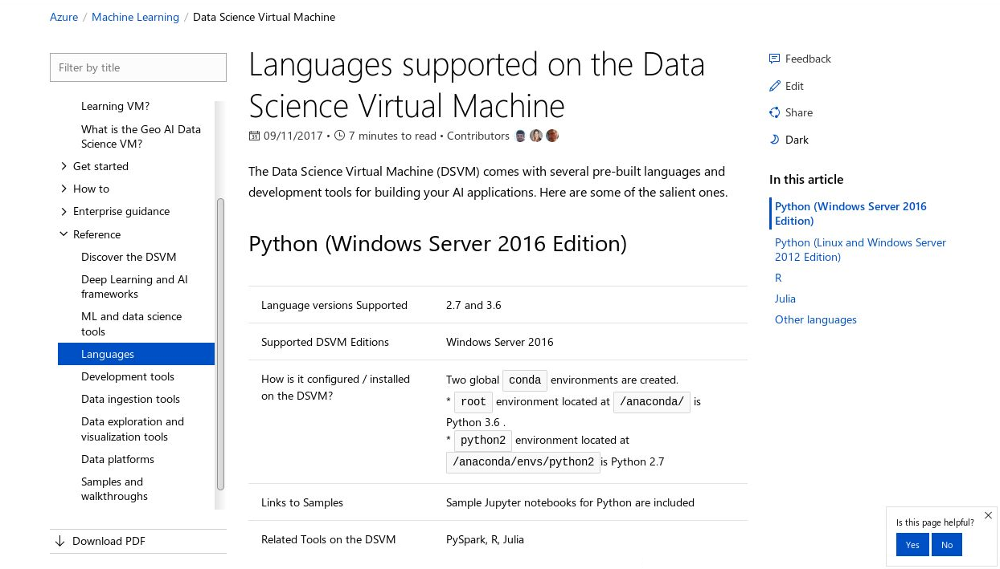 Azure / Machine Learning / Data Science Virtual Machine
Filter by title
Learning VM?
What is the Geo AI Data
Science VM?
Get started
How to
Enterprise guidance
Reference
Discover the DSVM
Deep Learning and AI
frameworks
ML and data science
tools
Languages
Development tools
Data ingestion tools
Data exploration and
visualization tools
Data platforms
Samples and
walkthroughs
Download PDF
Languages supported on the Data
Science Virtual Machine
09/11/2017 • 7 minutes to read • Contributors
The Data Science Virtual Machine (DSVM) comes with several pre-built languages and
development tools for building your AI applications. Here are some of the salient ones.
Python (Windows Server 2016 Edition)
Language versions Supported 2.7 and 3.6
Supported DSVM Editions Windows Server 2016
How is it configured / installed
on the DSVM?
Two global conda environments are created.
* root environment located at /anaconda/ is
Python 3.6 .
* python2 environment located at
/anaconda/envs/python2 is Python 2.7
Links to Samples Sample Jupyter notebooks for Python are included
Related Tools on the DSVM PySpark, R, Julia
Feedback
Edit
Share
Dark
In this article
Python (Windows Server 2016
Edition)
Python (Linux and Windows Server
2012 Edition)
R
Julia
Other languages
Is this page helpful?
Yes No